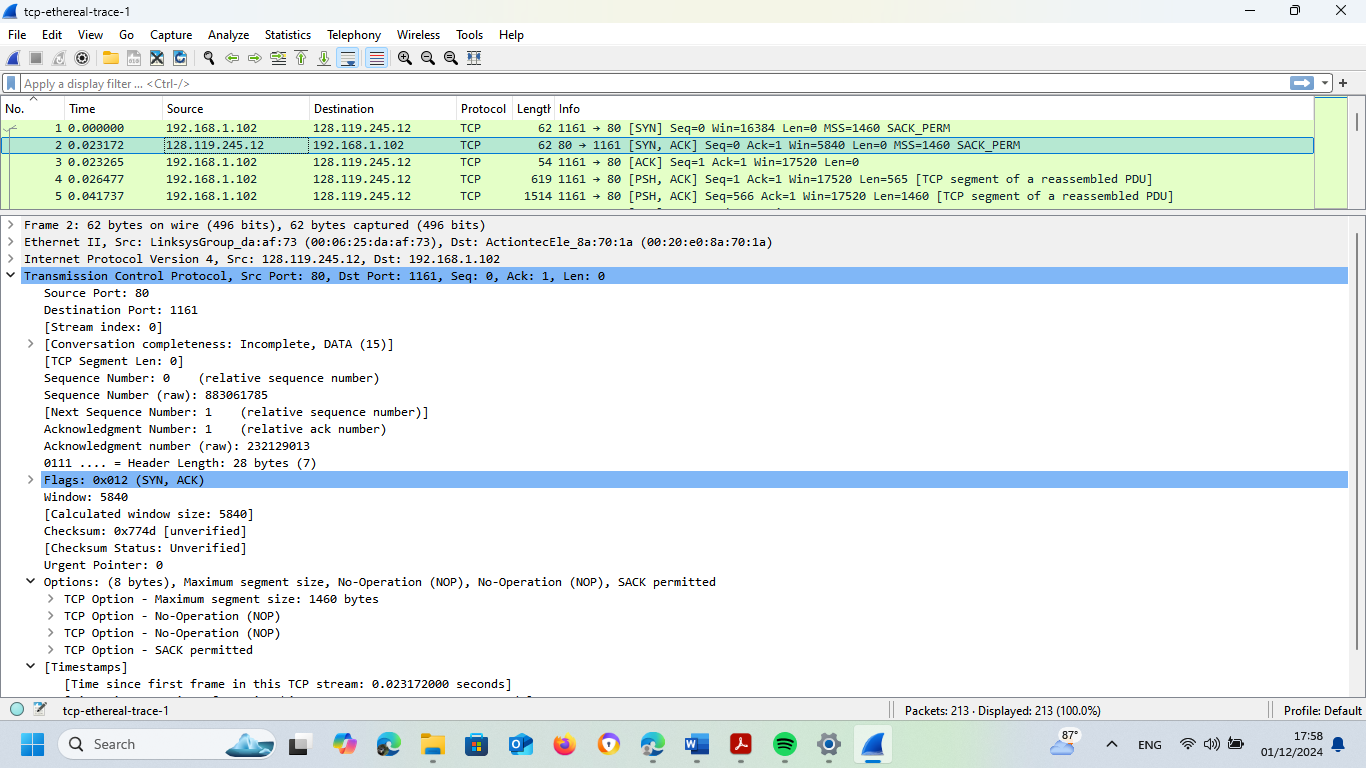 tcp-ethereal-trace-1
File Edit View Go Capture Analyze Statistics Telephony Wireless Tools Help
Apply a display filter ... <Ctrl-/>
No. Time Source Destination Protocol Length Info
1 0.000000 192.168.1.102 128.119.245.12 TCP 62 1161 → 80 [SYN] Seq=0 Win=16384 Len=0 MSS=1460 SACK_PERM
2 0.023172 128.119.245.12 192.168.1.102 TCP 62 80 → 1161 [SYN, ACK] Seq=0 Ack=1 Win=5840 Len=0 MSS=1460 SACK_PERM
3 0.023265 192.168.1.102 128.119.245.12 TCP 54 1161 → 80 [ACK] Seq=1 Ack=1 Win=17520 Len=0
4 0.026477 192.168.1.102 128.119.245.12 TCP 619 1161 → 80 [PSH, ACK] Seq=1 Ack=1 Win=17520 Len=565 [TCP segment of a reassembled PDU]
5 0.041737 192.168.1.102 128.119.245.12 TCP 1514 1161 → 80 [PSH, ACK] Seq=566 Ack=1 Win=17520 Len=1460 [TCP segment of a reassembled PDU]
Frame 2: 62 bytes on wire (496 bits), 62 bytes captured (496 bits)
Ethernet II, Src: LinksysGroup_da:af:73 (00:06:25:da:af:73), Dst: ActiontecEle_8a:70:1a (00:20:e0:8a:70:1a)
Internet Protocol Version 4, Src: 128.119.245.12, Dst: 192.168.1.102
Transmission Control Protocol, Src Port: 80, Dst Port: 1161, Seq: 0, Ack: 1, Len: 0
Source Port: 80
Destination Port: 1161
[Stream index: 0]
[Conversation completeness: Incomplete, DATA (15)]
[TCP Segment Len: 0]
Sequence Number: 0 (relative sequence number)
Sequence Number (raw): 883061785
[Next Sequence Number: 1 (relative sequence number)]
Acknowledgment Number: 1 (relative ack number)
Acknowledgment number (raw): 232129013
0111 .... = Header Length: 28 bytes (7)
Flags: 0x012 (SYN, ACK)
Window: 5840
[Calculated window size: 5840]
Checksum: 0x774d [unverified]
[Checksum Status: Unverified]
Urgent Pointer: 0
Options: (8 bytes), Maximum segment size, No-Operation (NOP), No-Operation (NOP), SACK permitted
TCP Option - Maximum segment size: 1460 bytes
TCP Option - No-Operation (NOP)
TCP Option - No-Operation (NOP)
TCP Option - SACK permitted
[Timestamps]
[Time since first frame in this TCP stream: 0.023172000 seconds]
tcp-ethereal-trace-1 Packets: 213 · Displayed: 213 (100.0%) Profile: Default
Search 87° ENG 17:58
01/12/2024